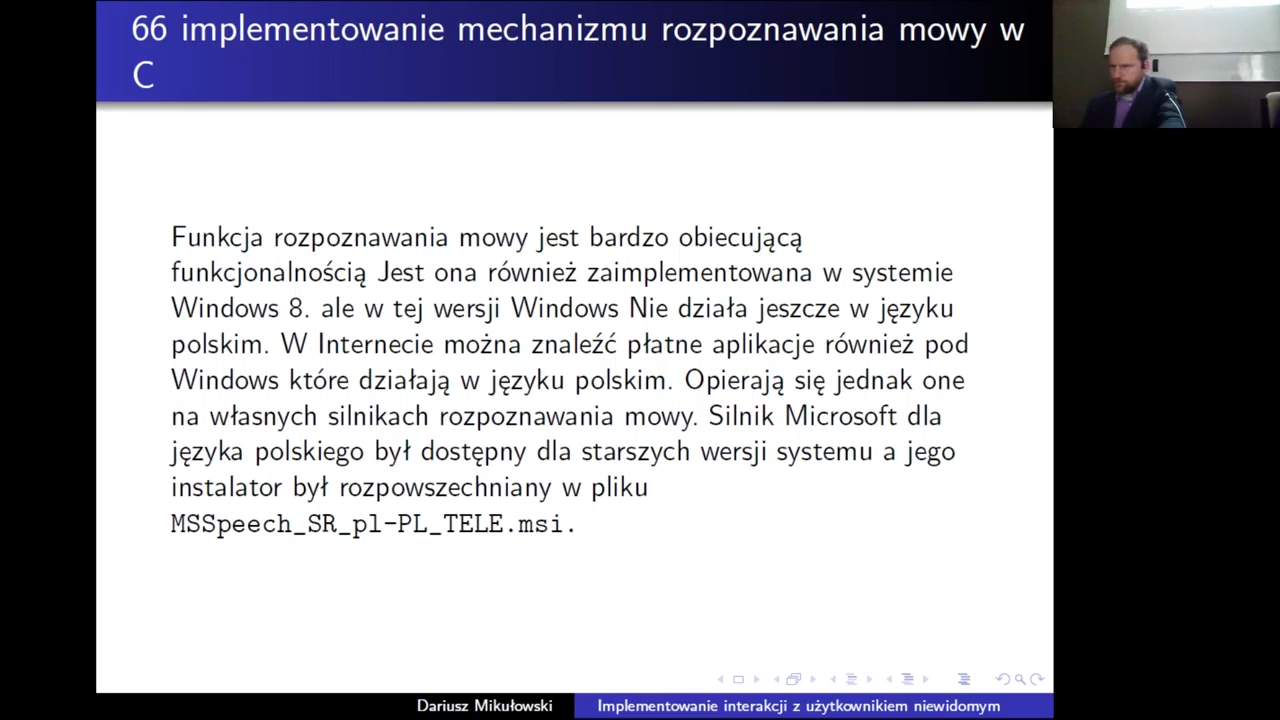 66 implementowanie mechanizmu rozpoznawania mowy w
C
Funkcja rozpoznawania mowy jest bardzo obiecującą
funkcjonalnością Jest ona również zaimplementowana w systemie
Windows 8. ale w tej wersji Windows Nie działa jeszcze w języku
polskim. W Internecie można znaleźć płatne aplikacje również pod
Windows które działają w języku polskim. Opierają się jednak one
na własnych silnikach rozpoznawania mowy. Silnik Microsoft dla
języka polskiego był dostępny dla starszych wersji systemu a jego
instalator był rozpowszechniany w pliku
MSSpeech_SR_pl-PL_TELE.msi.
Dariusz Mikułowski
Implementowanie interakcji z użytkownikiem niewidomym